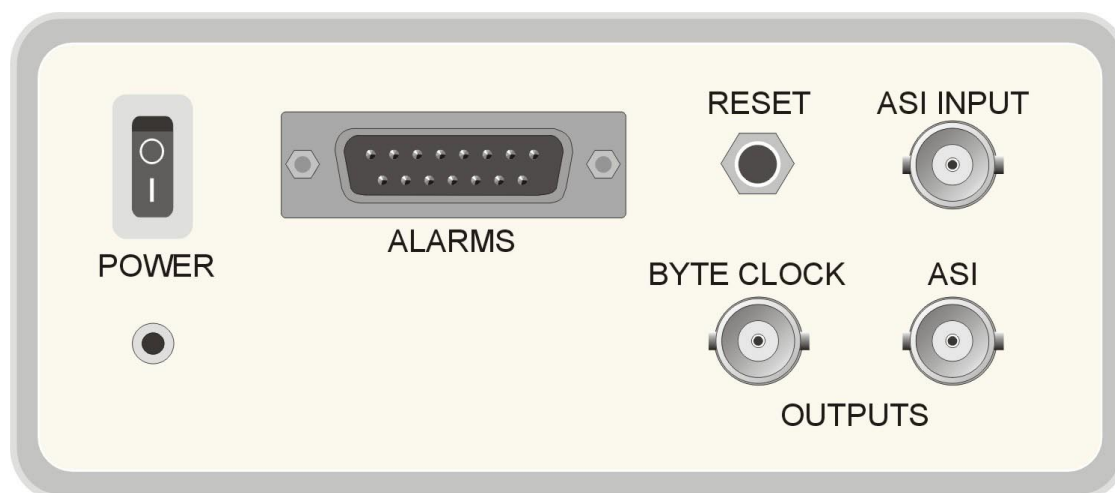 RESET
ASI INPUT
ALARMS
POWER
BYTE CLOCK
ASI
OUTPUTS